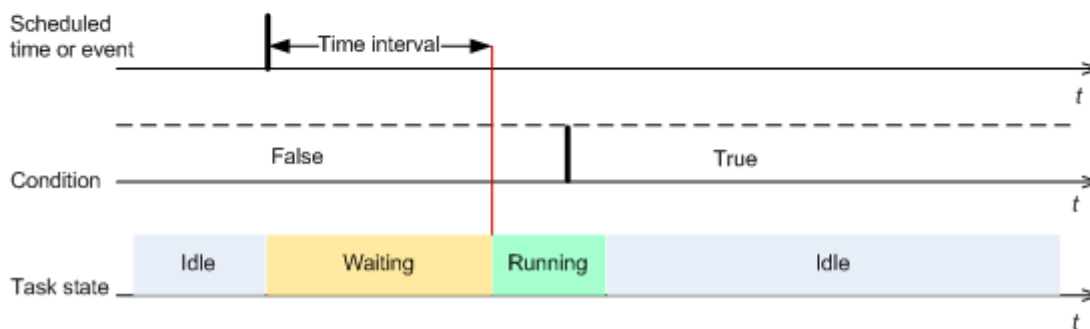 Scheduled
time or event
Time interval
t
False
True
Condition
t
Idle
Waiting
Running
Idle
Task state
t